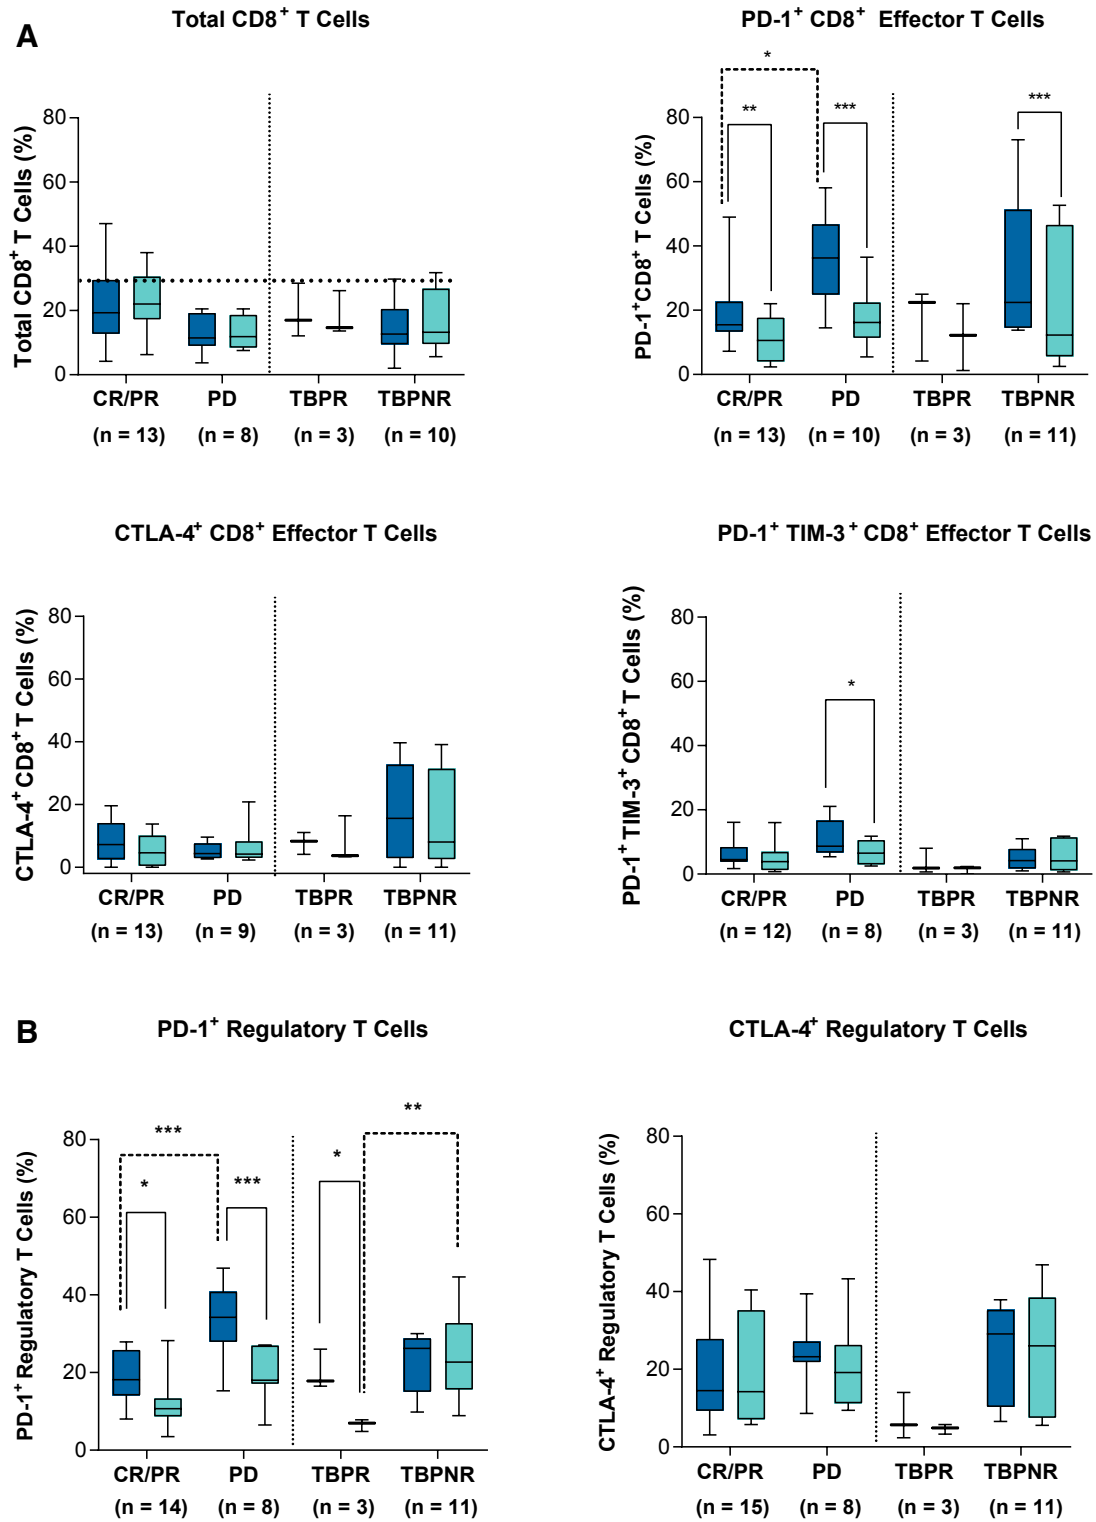 A
Total CD8+ T Cells
Total CD8+ T Cells (%)
80
60
40
20
0
CR/PR PD TBPR TBPNR
(n = 13) (n = 8) (n = 3) (n = 10)
PD-1+ CD8+ Effector T Cells
PD-1+CD8+ T Cells (%)
80
60
40
20
0
* ** *** ***
CR/PR PD TBPR TBPNR
(n = 13) (n = 10) (n = 3) (n = 11)
CTLA-4+ CD8+ Effector T Cells
CTLA-4+ CD8+ T Cells (%)
80
60
40
20
0
CR/PR PD TBPR TBPNR
(n = 13) (n = 9) (n = 3) (n = 11)
PD-1+ TIM-3+ CD8+ Effector T Cells
PD-1+ TIM-3+ CD8+ T Cells (%)
80
60
40
20
0
*
CR/PR PD TBPR TBPNR
(n = 12) (n = 8) (n = 3) (n = 11)
B
PD-1+ Regulatory T Cells
PD-1+ Regulatory T Cells (%)
80
60
40
20
0
*** * *** * **
CR/PR PD TBPR TBPNR
(n = 14) (n = 8) (n = 3) (n = 11)
CTLA-4+ Regulatory T Cells
CTLA-4+ Regulatory T Cells (%)
80
60
40
20
0
CR/PR PD TBPR TBPNR
(n = 15) (n = 8) (n = 3) (n = 11)